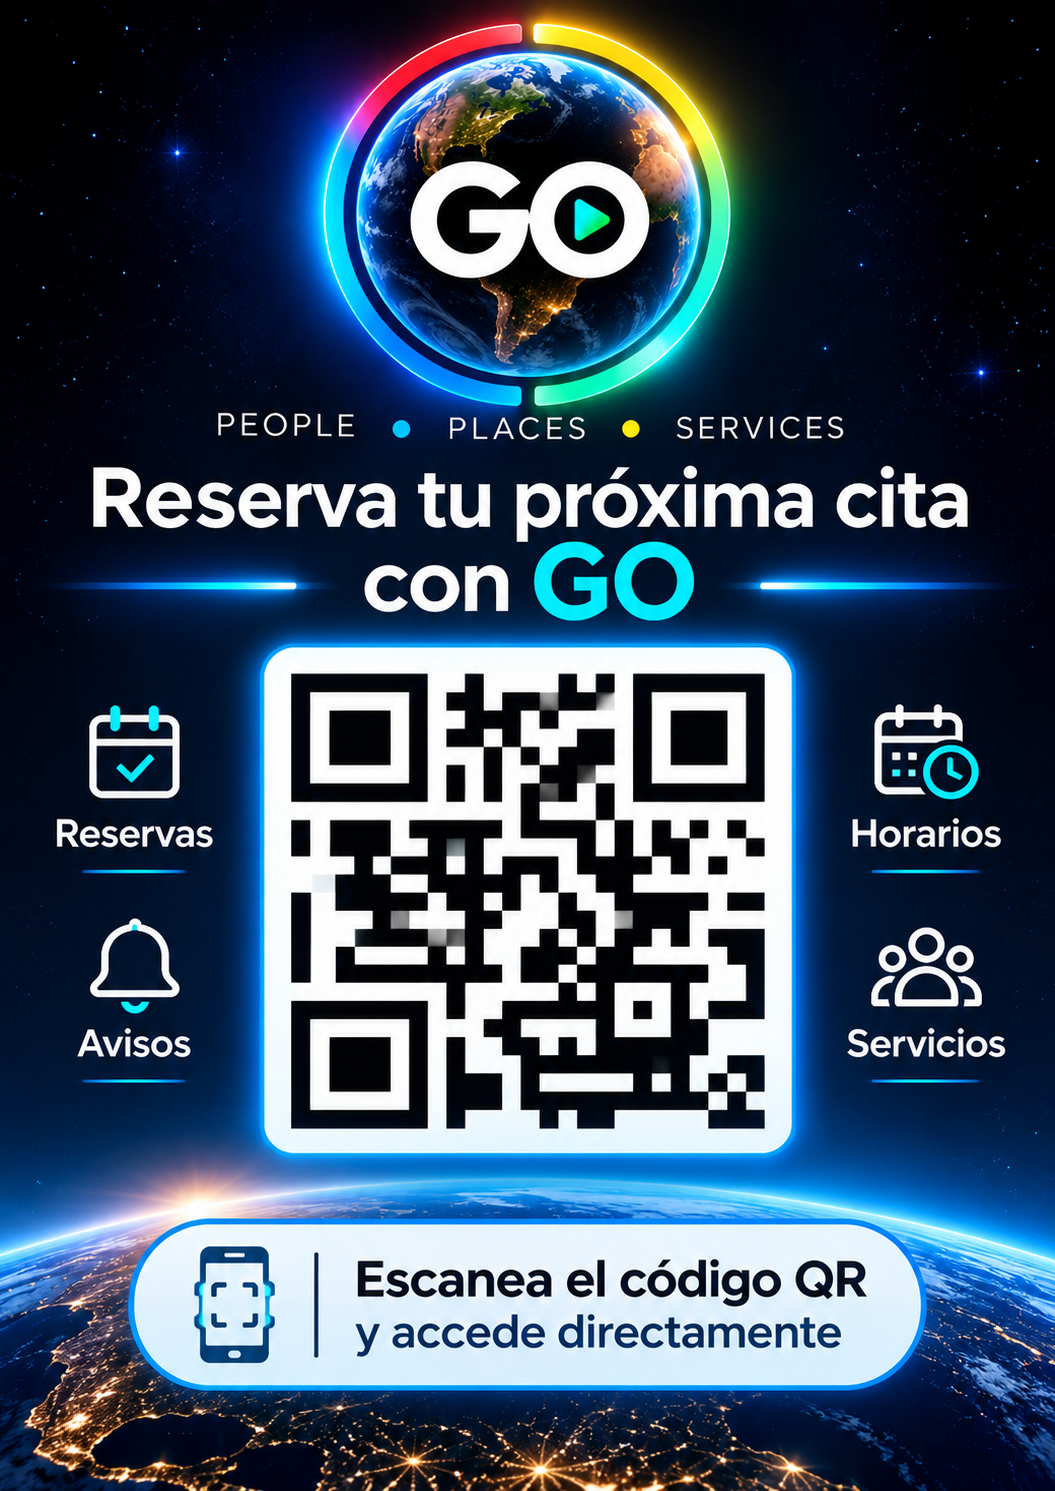 GO
PEOPLE • PLACES • SERVICES
Reserva tu próxima cita
con GO
Reservas
Horarios
Avisos
Servicios
Escanea el código QR
y accede directamente